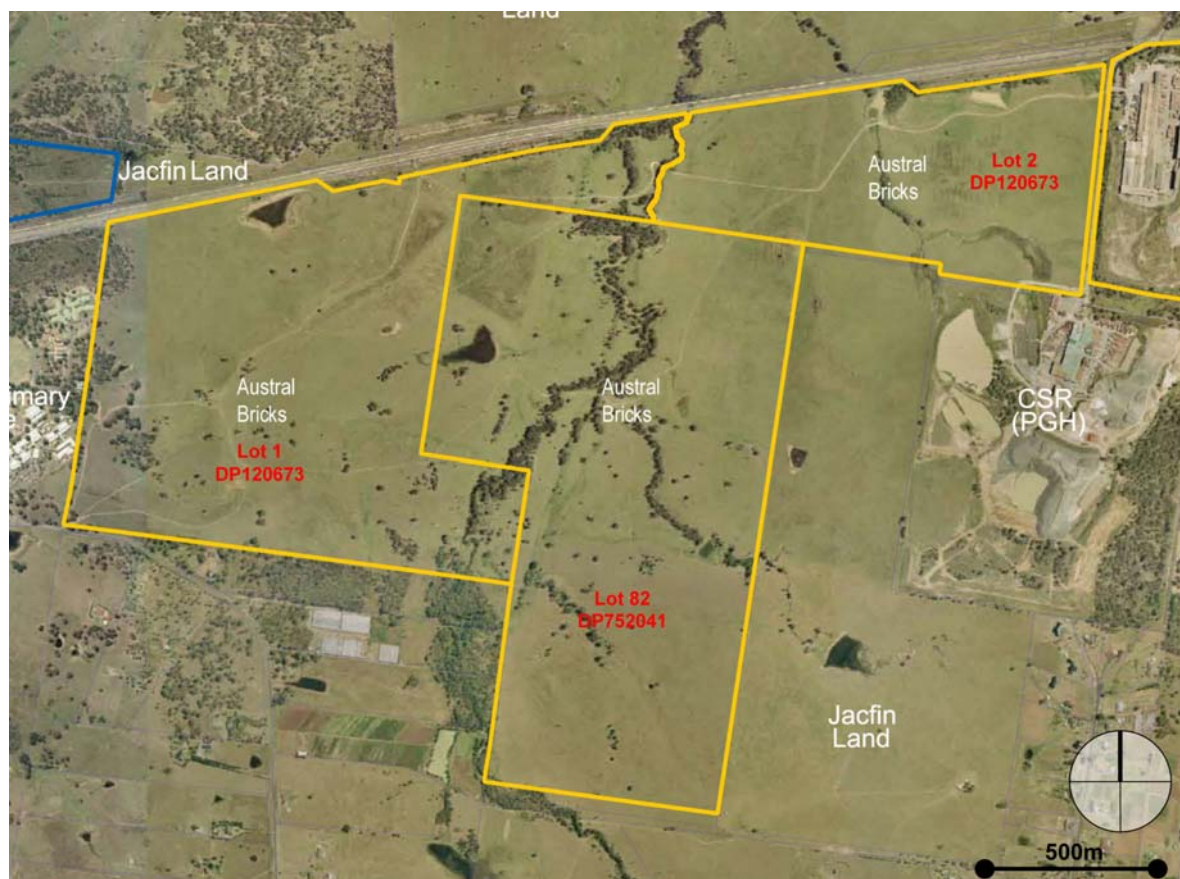 Land
Jacfin Land
Austral
Bricks
Lot 2
DP120673
Austral
Bricks
Lot 1
DP120673
Austral
Bricks
CSR
(PGH)
Lot 82
DP752041
Jacfin
Land
500m